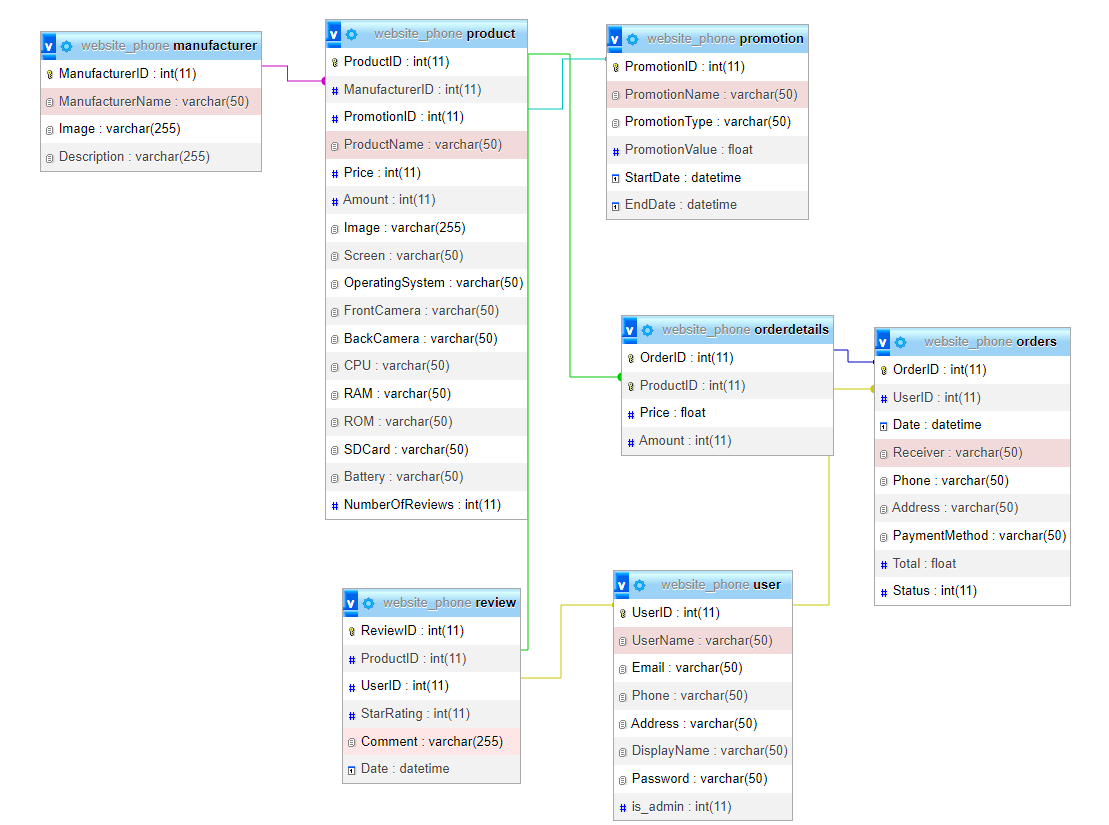 website_phone manufacturer
ManufacturerID : int(11)
ManufacturerName : varchar(50)
Image : varchar(255)
Description : varchar(255)
website_phone product
ProductID : int(11)
ManufacturerID : int(11)
PromotionID : int(11)
ProductName : varchar(50)
Price : int(11)
Amount : int(11)
Image : varchar(255)
Screen : varchar(50)
OperatingSystem : varchar(50)
FrontCamera : varchar(50)
BackCamera : varchar(50)
CPU : varchar(50)
RAM : varchar(50)
ROM : varchar(50)
SDCard : varchar(50)
Battery : varchar(50)
NumberOfReviews : int(11)
website_phone promotion
PromotionID : int(11)
PromotionName : varchar(50)
PromotionType : varchar(50)
PromotionValue : float
StartDate : datetime
EndDate : datetime
website_phone orderdetails
OrderID : int(11)
ProductID : int(11)
Price : float
Amount : int(11)
website_phone orders
OrderID : int(11)
UserID : int(11)
Date : datetime
Receiver : varchar(50)
Phone : varchar(50)
Address : varchar(50)
PaymentMethod : varchar(50)
Total : float
Status : int(11)
website_phone review
ReviewID : int(11)
ProductID : int(11)
UserID : int(11)
StarRating : int(11)
Comment : varchar(255)
Date : datetime
website_phone user
UserID : int(11)
UserName : varchar(50)
Email : varchar(50)
Phone : varchar(50)
Address : varchar(50)
DisplayName : varchar(50)
Password : varchar(50)
is_admin : int(11)